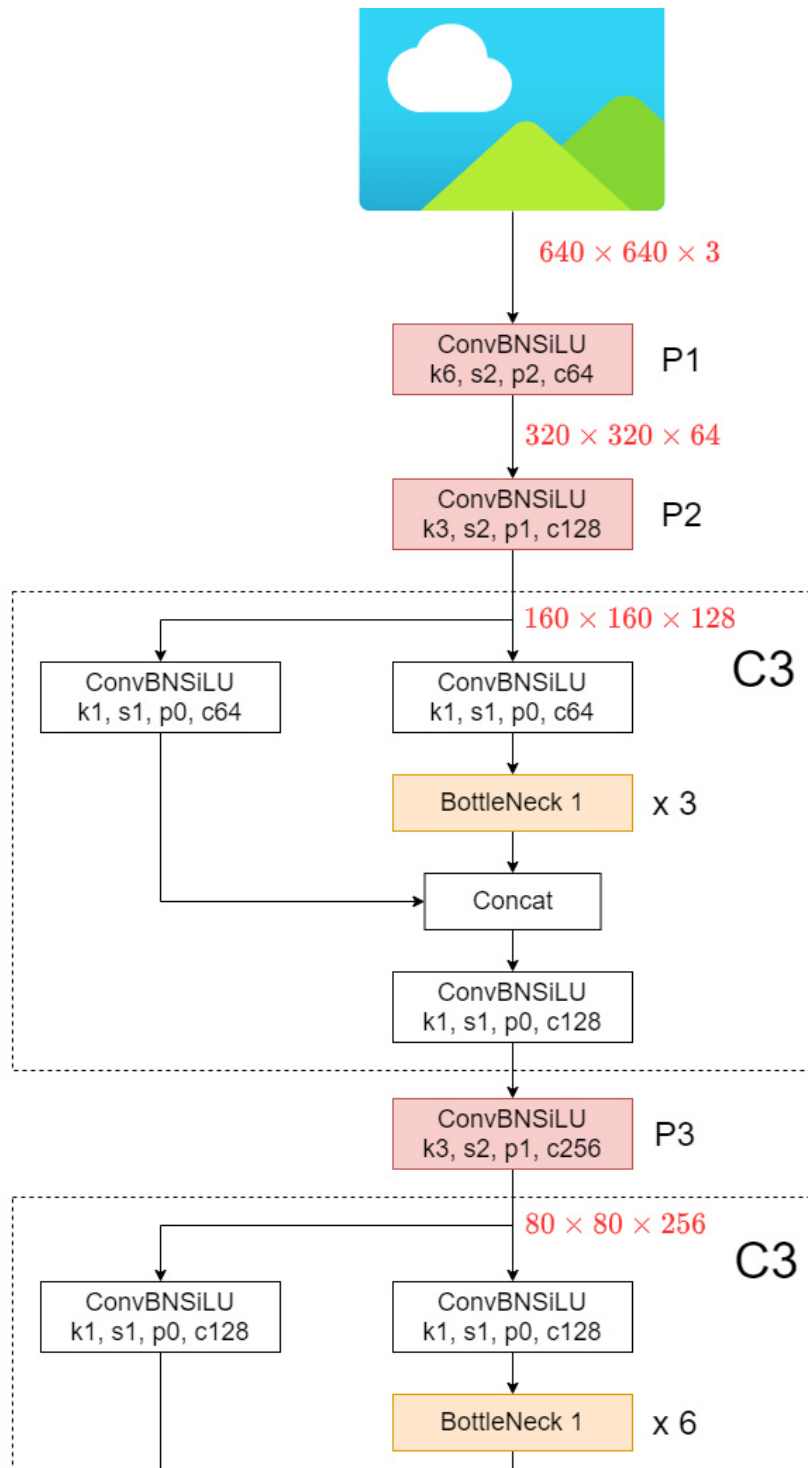 640 × 640 × 3
ConvBNSiLU
k6, s2, p2, c64
P1
320 × 320 × 64
ConvBNSiLU
k3, s2, p1, c128
P2
160 × 160 × 128
C3
ConvBNSiLU
k1, s1, p0, c64
ConvBNSiLU
k1, s1, p0, c64
BottleNeck 1
x 3
Concat
ConvBNSiLU
k1, s1, p0, c128
ConvBNSiLU
k3, s2, p1, c256
P3
80 × 80 × 256
C3
ConvBNSiLU
k1, s1, p0, c128
ConvBNSiLU
k1, s1, p0, c128
BottleNeck 1
x 6